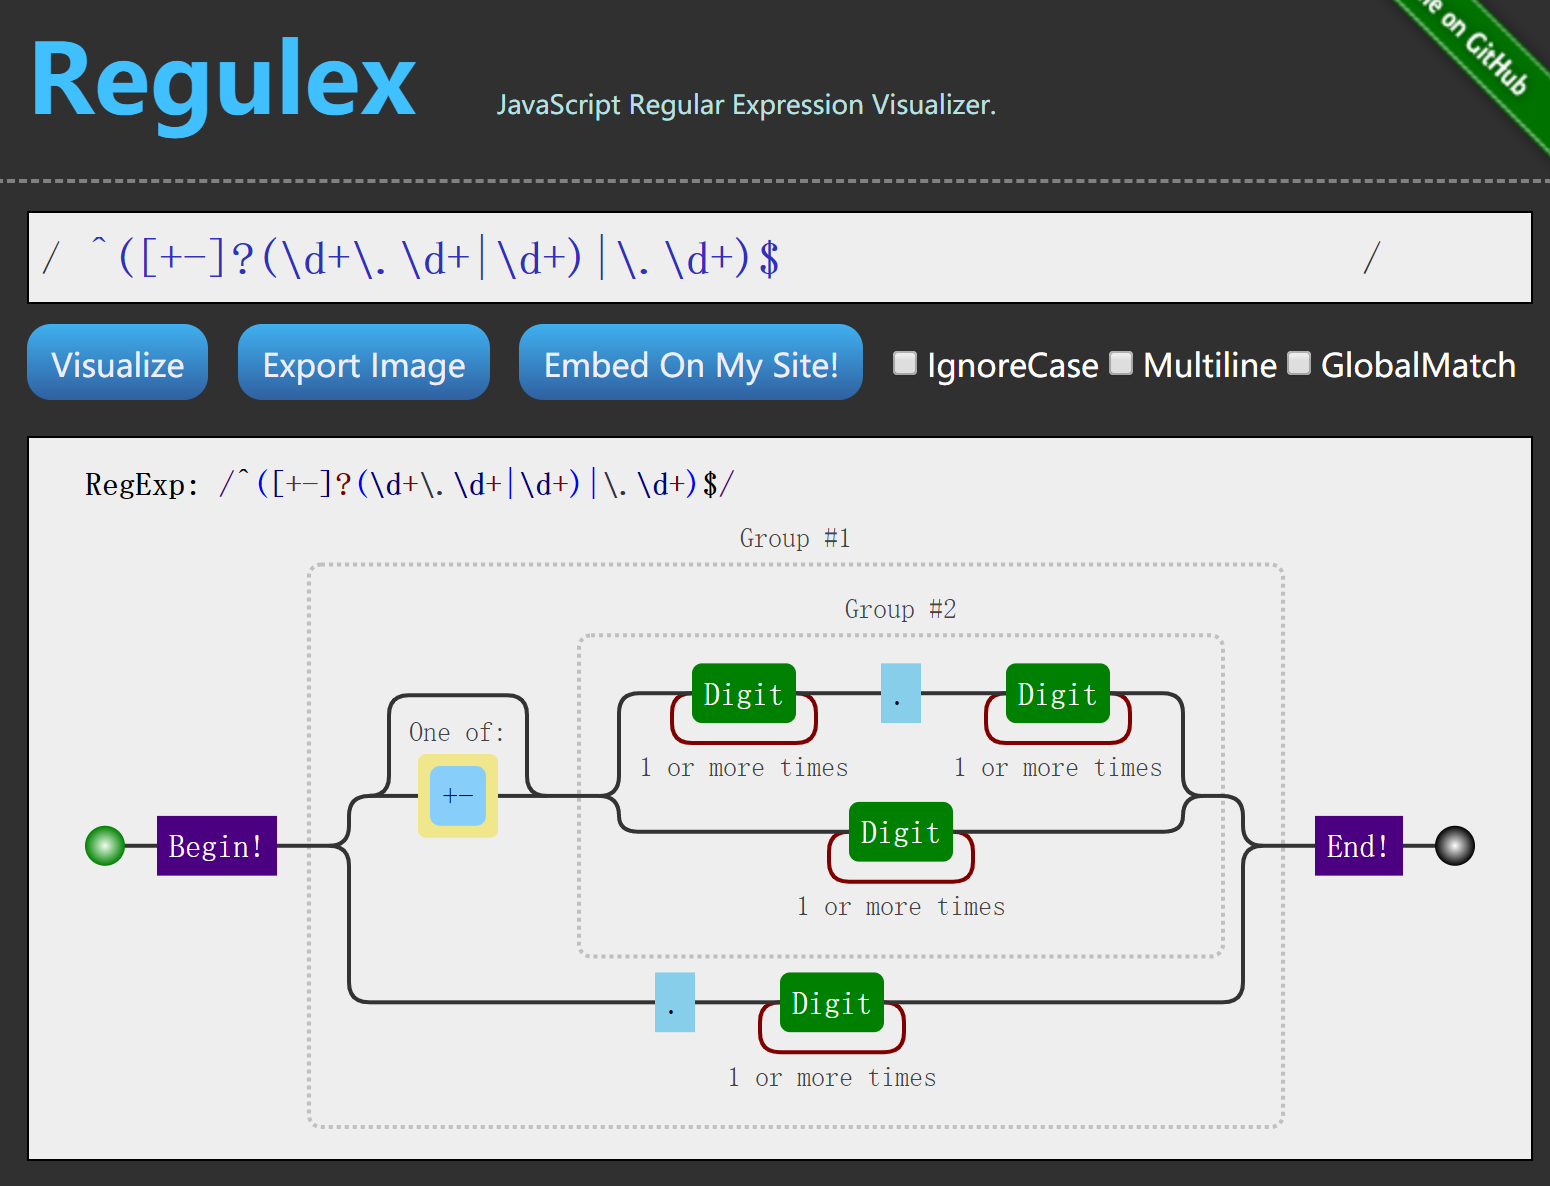 Regulex
JavaScript Regular Expression Visualizer.
on GitHub
/ ^([+-]?(\d+\.\d+|\d+)|\.\d+)$ /
Visualize
Export Image
Embed On My Site!
IgnoreCase
Multiline
GlobalMatch
RegExp: /^([+-]?(\d+\.\d+|\d+)|\.\d+)$/
Group #1
Group #2
Digit
.
Digit
One of:
1 or more times
1 or more times
+-
Digit
Begin!
End!
1 or more times
.
Digit
1 or more times